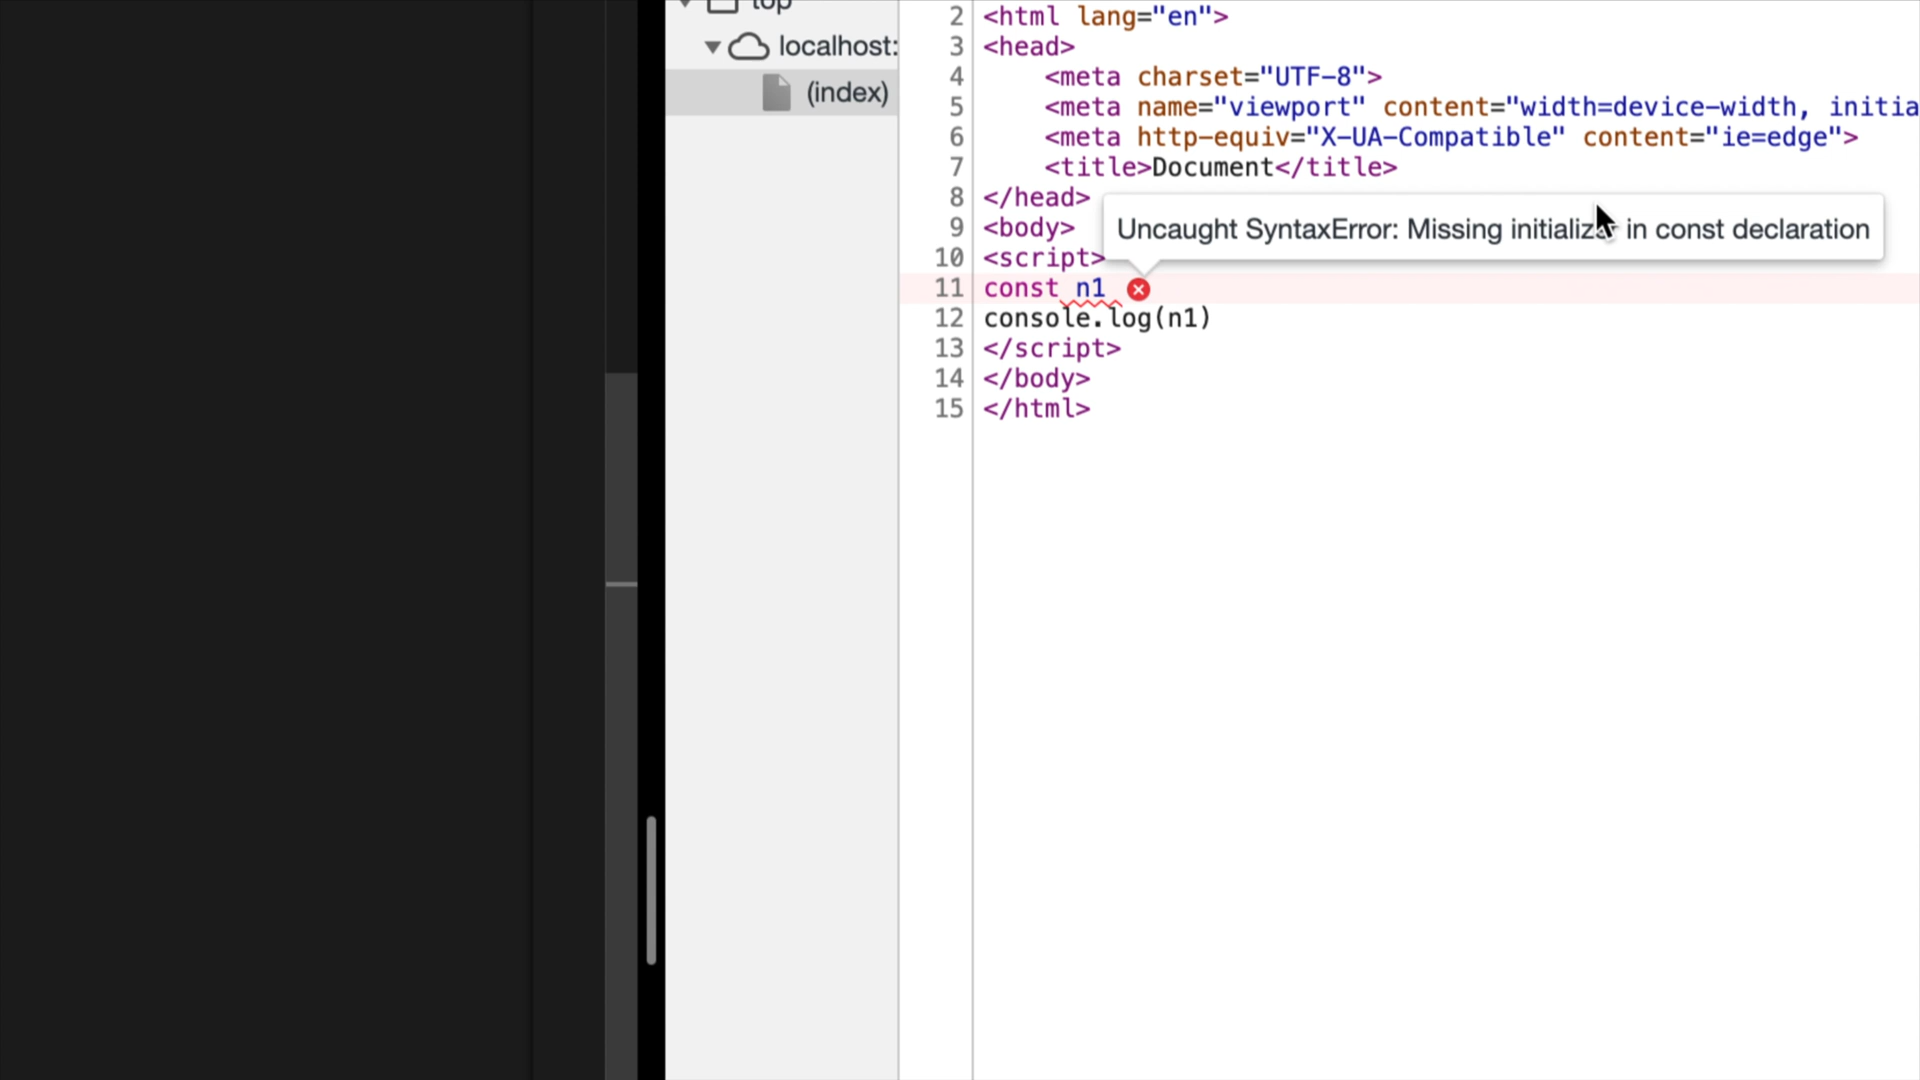 top
localhost:
(index)
2 <html lang="en">
3 <head>
4 <meta charset="UTF-8">
5 <meta name="viewport" content="width=device-width, initia
6 <meta http-equiv="X-UA-Compatible" content="ie=edge">
7 <title>Document</title>
8 </head>
9 <body>
Uncaught SyntaxError: Missing initializer in const declaration
10 <script>
11 const n1
12 console.log(n1)
13 </script>
14 </body>
15 </html>